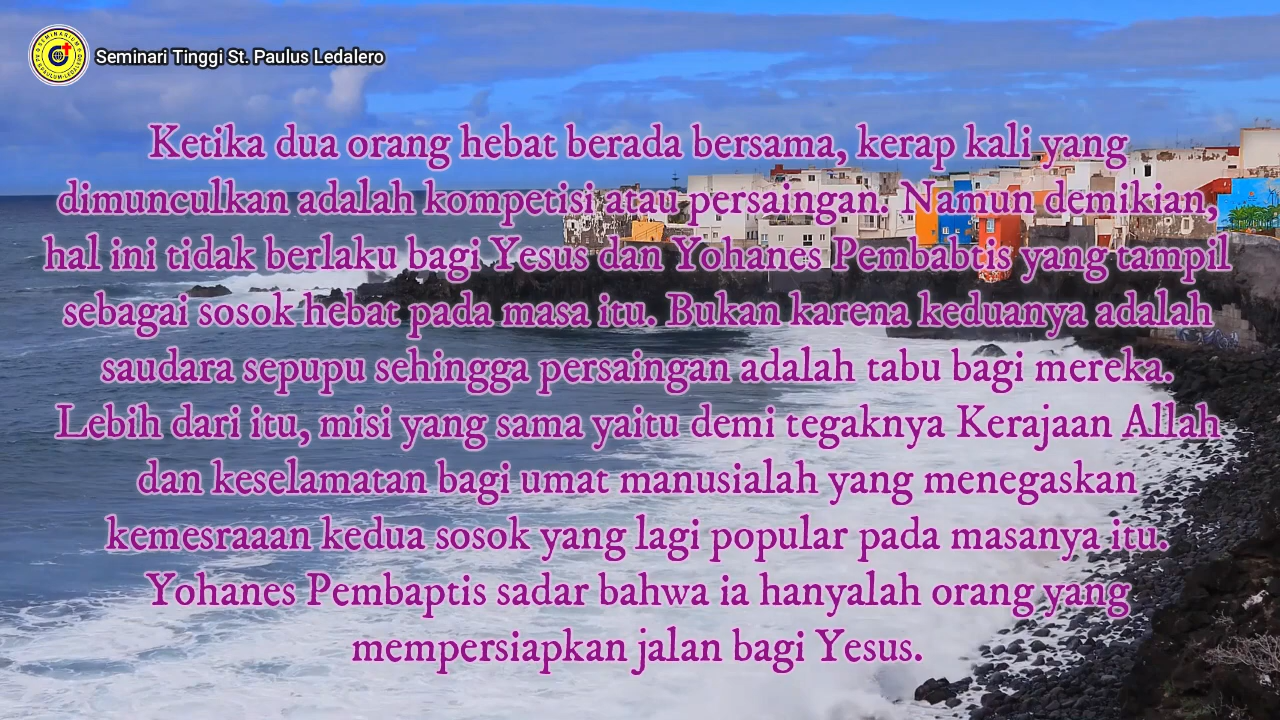 Seminari Tinggi St. Paulus Ledalero
Ketika dua orang hebat berada bersama, kerap kali yang
dimunculkan adalah kompetisi atau persaingan. Namun demikian,
hal ini tidak berlaku bagi Yesus dan Yohanes Pembabtis yang tampil
sebagai sosok hebat pada masa itu. Bukan karena keduanya adalah
saudara sepupu sehingga persaingan adalah tabu bagi mereka.
Lebih dari itu, misi yang sama yaitu demi tegaknya Kerajaan Allah
dan keselamatan bagi umat manusialah yang menegaskan
kemesraaan kedua sosok yang lagi popular pada masanya itu.
Yohanes Pembaptis sadar bahwa ia hanyalah orang yang
mempersiapkan jalan bagi Yesus.